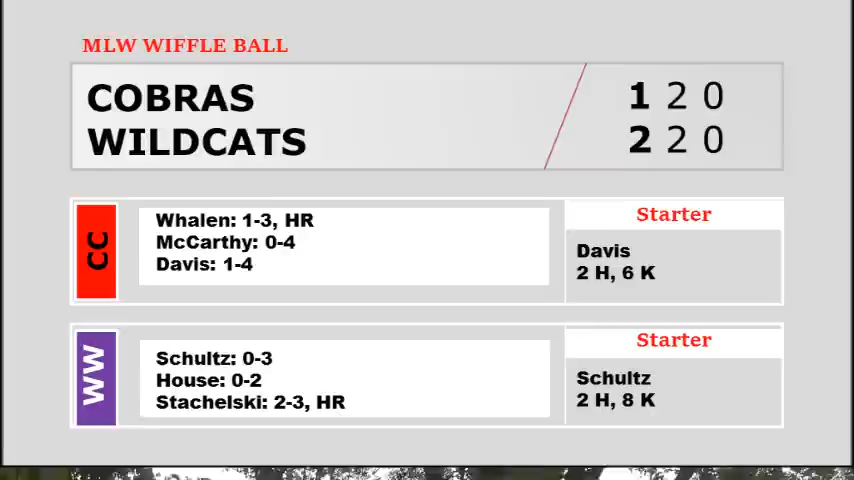 MLW WIFFLE BALL
COBRAS 1 2 0
WILDCATS 2 2 0
CC
Whalen: 1-3, HR
McCarthy: 0-4
Davis: 1-4
Starter
Davis
2 H, 6 K
WW
Schultz: 0-3
House: 0-2
Stachelski: 2-3, HR
Starter
Schultz
2 H, 8 K